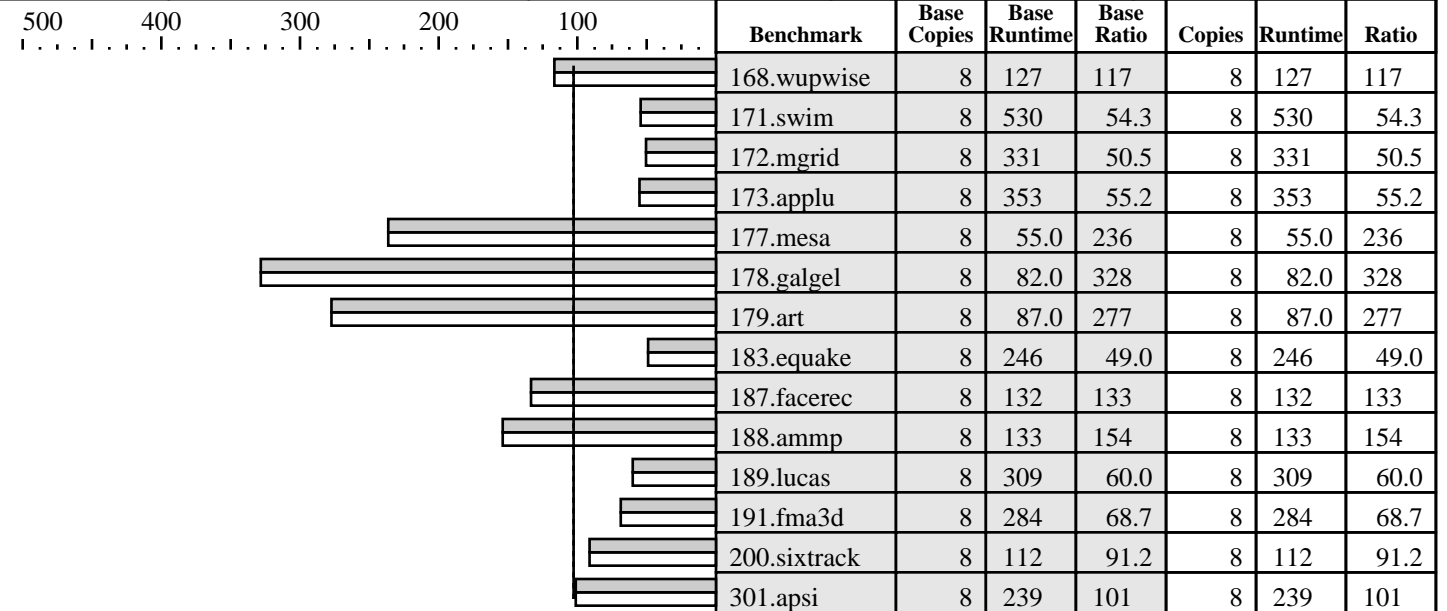 500 400 300 200 100
Benchmark Base Copies Base Runtime Base Ratio Copies Runtime Ratio
168.wupwise 8 127 117 8 127 117
171.swim 8 530 54.3 8 530 54.3
172.mgrid 8 331 50.5 8 331 50.5
173.applu 8 353 55.2 8 353 55.2
177.mesa 8 55.0 236 8 55.0 236
178.galgel 8 82.0 328 8 82.0 328
179.art 8 87.0 277 8 87.0 277
183.equake 8 246 49.0 8 246 49.0
187.facerec 8 132 133 8 132 133
188.ammp 8 133 154 8 133 154
189.lucas 8 309 60.0 8 309 60.0
191.fma3d 8 284 68.7 8 284 68.7
200.sixtrack 8 112 91.2 8 112 91.2
301.apsi 8 239 101 8 239 101